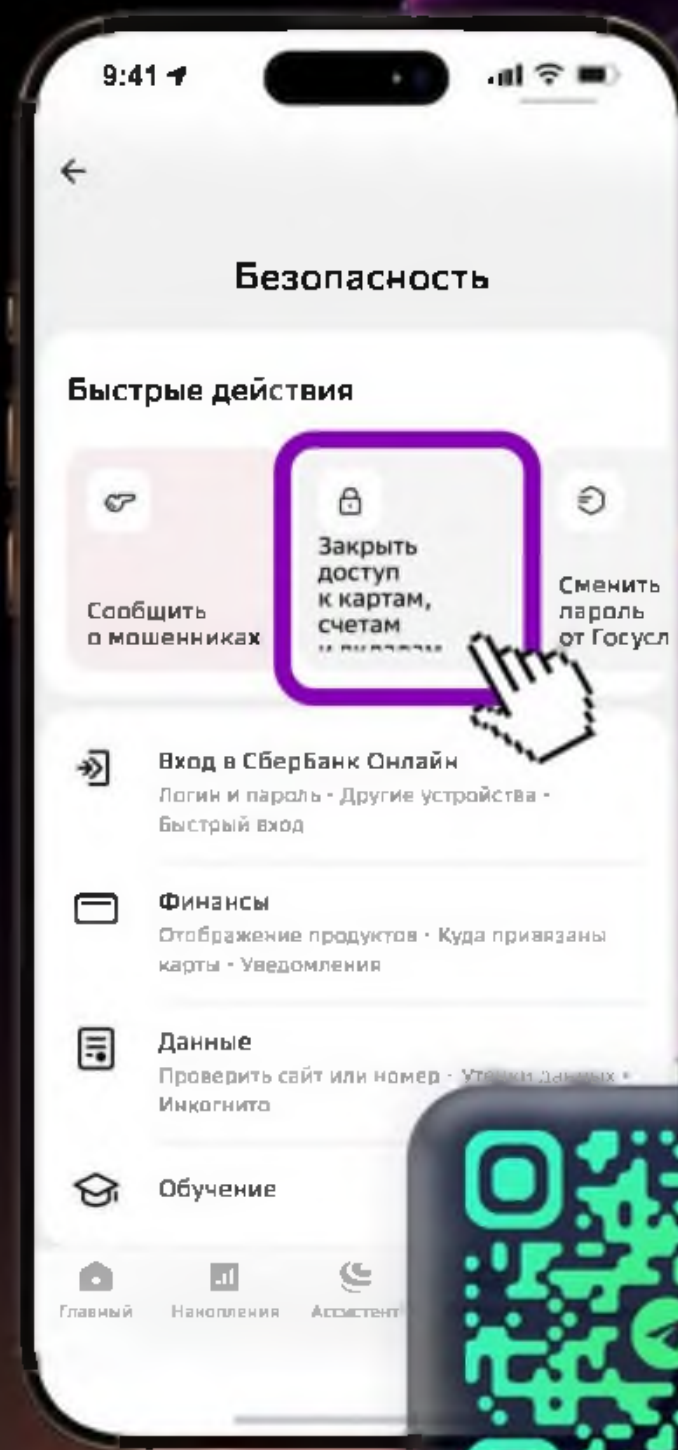 9:41
Безопасность
Быстрые действия
Сообщить
о мошенниках
Закрыть
доступ
к картам,
счетам
Сменить
пароль
от Госусл
Вход в СберБанк Онлайн
Логин и пароль • Другие устройства •
Быстрый вход
Финансы
Отображение продуктов • Куда привязаны
карты • Уведомления
Данные
Проверить сайт или номер • Утечки данных •
Инкогнито
Обучение
Главный
Накопления
Ассистент